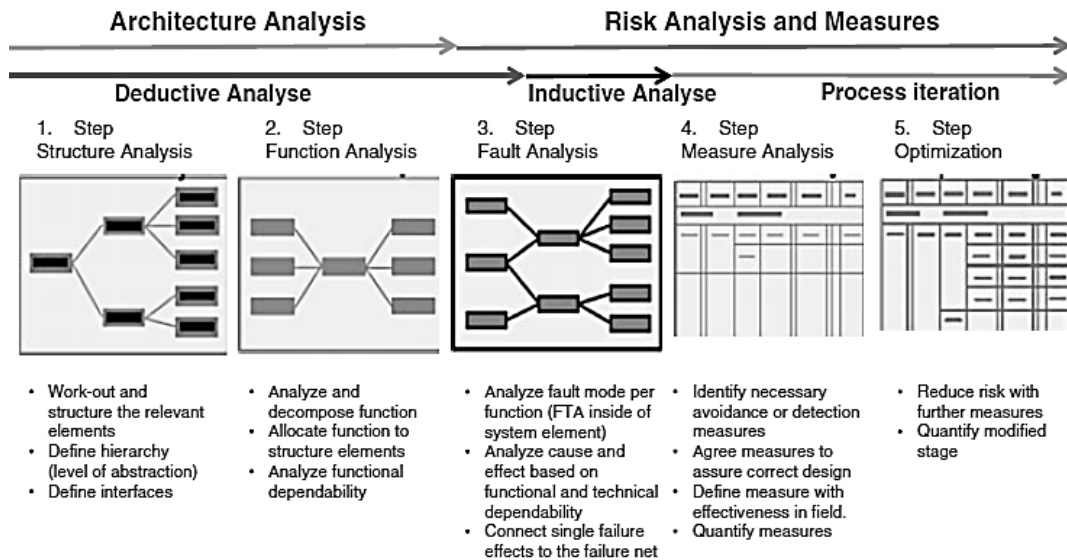 Architecture Analysis
Risk Analysis and Measures
Deductive Analyse
Inductive Analyse
Process iteration
1. Step
Structure Analysis
2. Step
Function Analysis
3. Step
Fault Analysis
4. Step
Measure Analysis
5. Step
Optimization
• Work-out and
structure the relevant
elements
• Define hierarchy
(level of abstraction)
• Define interfaces
• Analyze and
decompose function
• Allocate function to
structure elements
• Analyze functional
dependability
• Analyze fault mode per
function (FTA inside of
system element)
• Analyze cause and
effect based on
functional and technical
dependability
• Connect single failure
effects to the failure net
• Identify necessary
avoidance or detection
measures
• Agree measures to
assure correct design
• Define measure with
effectiveness in field.
• Quantify measures
• Reduce risk with
further measures
• Quantify modified
stage